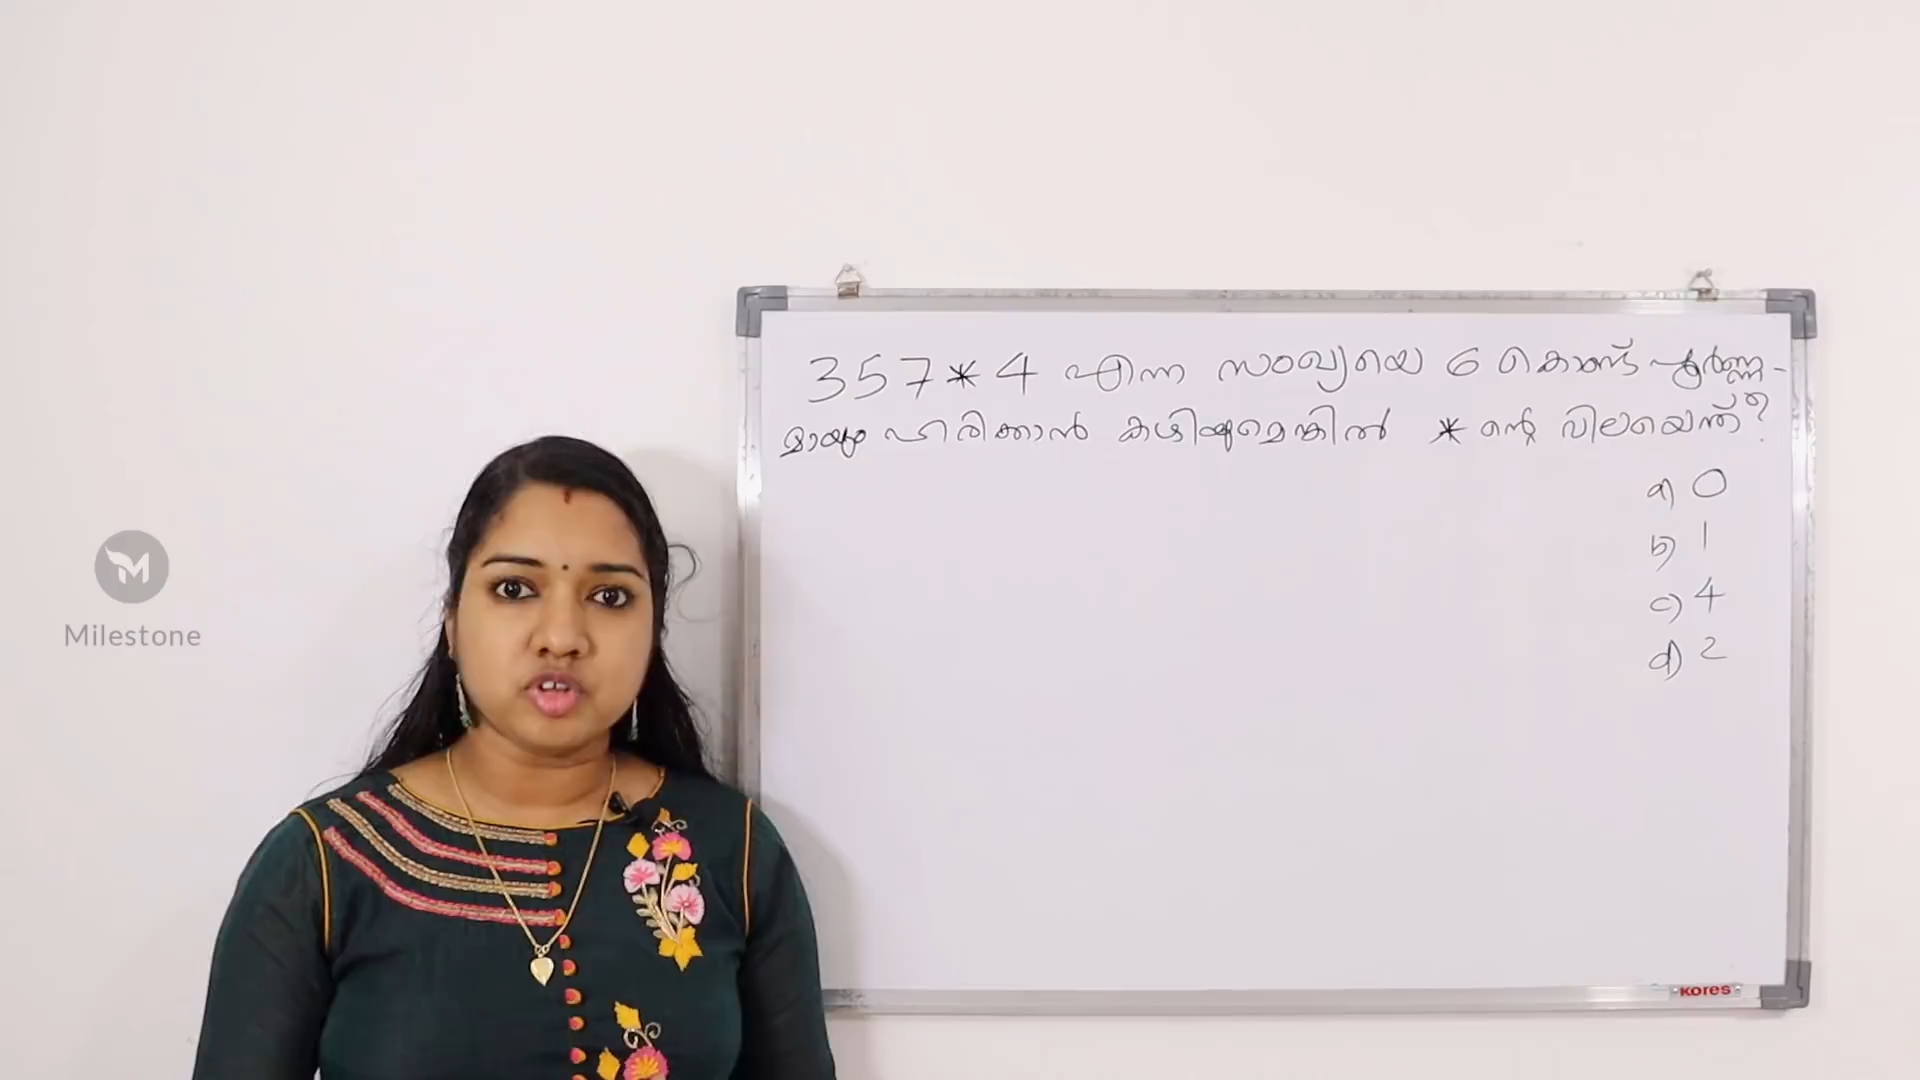 357*4 എന്ന സംഖ്യയെ 6 കൊണ്ട് പൂർണ്ണ-
മായും ഹരിക്കാൻ കഴിയുമെങ്കിൽ * ന്റെ വിലയെന്ത്?
a) 0
b) 1
c) 4
d) 2
Milestone
KORES